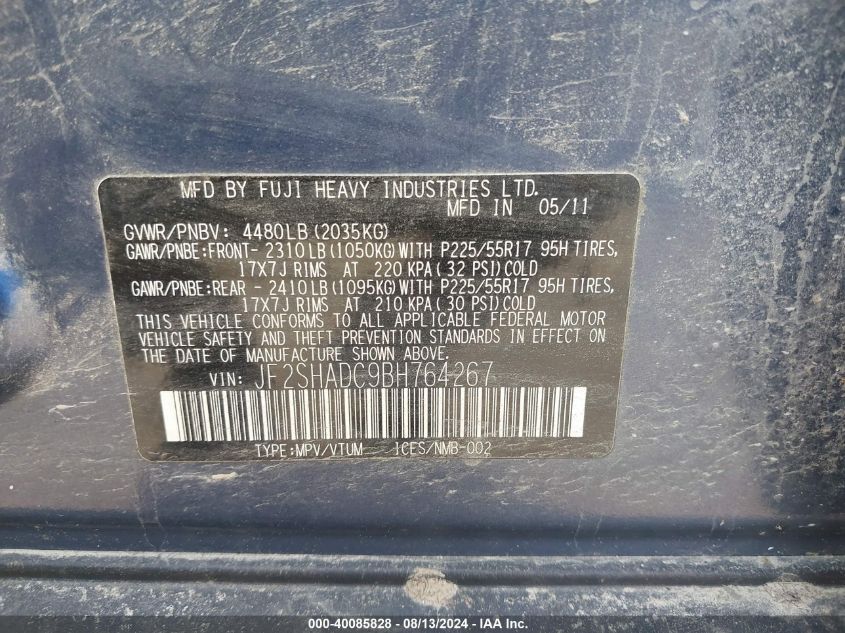 MFD BY FUJI HEAVY INDUSTRIES LTD.
MFD IN 05/11
GVWR/PNBV: 4480LB (2035KG)
GAWR/PNBE:FRONT- 2310LB (1050KG) WITH P225/55R17 95H TIRES,
17X7J RIMS AT 220 KPA (32 PSI) COLD
GAWR/PNBE:REAR - 2410LB (1095KG) WITH P225/55R17 95H TIRES,
17X7J RIMS AT 210 KPA (30 PSI) COLD
THIS VEHICLE CONFORMS TO ALL APPLICABLE FEDERAL MOTOR
VEHICLE SAFETY AND THEFT PREVENTION STANDARDS IN EFFECT ON
THE DATE OF MANUFACTURE SHOWN ABOVE.
VIN: JF2SHADC9BH764267
TYPE:MPV/VTUM ICES/NMB-002
000-40085828 - 08/13/2024 - IAA Inc.